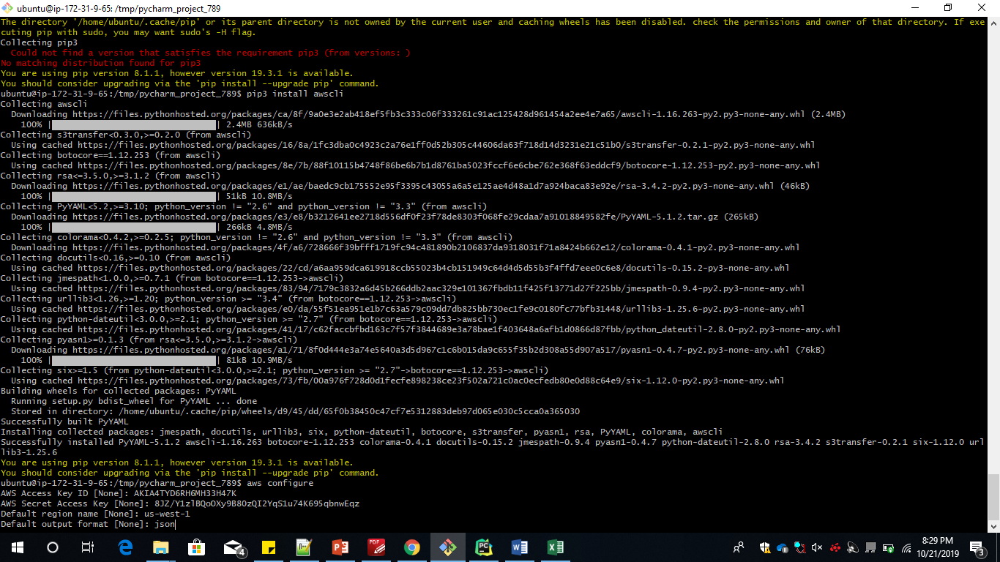 ubuntu@ip-172-31-9-65: /tmp/pycharm_project_789
The directory '/home/ubuntu/.cache/pip' or its parent directory is not owned by the current user and caching wheels has been disabled. check the permissions and owner of that directory. If exe
cuting pip with sudo, you may want sudo's -H flag.
Collecting pip3
Could not find a version that satisfies the requirement pip3 (from versions: )
No matching distribution found for pip3
You are using pip version 8.1.1, however version 19.3.1 is available.
You should consider upgrading via the 'pip install --upgrade pip' command.
ubuntu@ip-172-31-9-65:/tmp/pycharm_project_789$ pip3 install awscli
Collecting awscli
Downloading https://files.pythonhosted.org/packages/ca/8f/9a0e3e2ab418ef5fb3c333c06f333261c91ac125428d961454a2ee4e7a65/awscli-1.16.263-py2.py3-none-any.whl (2.4MB)
100% | | 2.4MB 636kB/s
Collecting s3transfer<0.3.0,>=0.2.0 (from awscli)
Using cached https://files.pythonhosted.org/packages/16/8a/1fc3dba0c4923c2a76e1ff0d52b305c44606da63f718d14d3231e21c51b0/s3transfer-0.2.1-py2.py3-none-any.whl
Collecting botocore==1.12.253 (from awscli)
Using cached https://files.pythonhosted.org/packages/8e/7b/88f10115b4748f86be6b7b1d8761ba5023fccf6e6cbe762e368f63eddcf9/botocore-1.12.253-py2.py3-none-any.whl
Collecting rsa<=3.5.0,>=3.1.2 (from awscli)
Downloading https://files.pythonhosted.org/packages/e1/ae/baedc9cb175552e95f3395c43055a6a5e125ae4d48a1d7a924baca83e92e/rsa-3.4.2-py2.py3-none-any.whl (46kB)
100% | | 51kB 10.8MB/s
Collecting PyYAML<5.2,>=3.10; python_version != "2.6" and python_version != "3.3" (from awscli)
Downloading https://files.pythonhosted.org/packages/e3/e8/b3212641ee2718d556df0f23f78de8303f068fe29cdaa7a91018849582fe/PyYAML-5.1.2.tar.gz (265kB)
100% | | 266kB 4.8MB/s
Collecting colorama<0.4.2,>=0.2.5; python_version != "2.6" and python_version != "3.3" (from awscli)
Downloading https://files.pythonhosted.org/packages/4f/a6/728666f39bfff1719fc94c481890b2106837da9318031f71a8424b662e12/colorama-0.4.1-py2.py3-none-any.whl
Collecting docutils<0.16,>=0.10 (from awscli)
Using cached https://files.pythonhosted.org/packages/22/cd/a6aa959dca619918ccb55023b4cb151949c64d4d5d55b3f4ffd7eee0c6e8/docutils-0.15.2-py3-none-any.whl
Collecting jmespath<1.0.0,>=0.7.1 (from botocore==1.12.253->awscli)
Using cached https://files.pythonhosted.org/packages/83/94/7179c3832a6d45b266ddb2aac329e101367fbdb11f425f13771d27f225bb/jmespath-0.9.4-py2.py3-none-any.whl
Collecting urllib3<1.26,>=1.20; python_version >= "3.4" (from botocore==1.12.253->awscli)
Using cached https://files.pythonhosted.org/packages/e0/da/55f51ea951e1b7c63a579c09dd7db825bb730ec1fe9c0180fc77bfb31448/urllib3-1.25.6-py2.py3-none-any.whl
Collecting python-dateutil<3.0.0,>=2.1; python_version >= "2.7" (from botocore==1.12.253->awscli)
Using cached https://files.pythonhosted.org/packages/41/17/c62faccbfbd163c7f57f3844689e3a78bae1f403648a6afb1d0866d87fbb/python_dateutil-2.8.0-py2.py3-none-any.whl
Collecting pyasn1>=0.1.3 (from rsa<=3.5.0,>=3.1.2->awscli)
Downloading https://files.pythonhosted.org/packages/a1/71/8f0d444e3a74e5640a3d5d967c1c6b015da9c655f35b2d308a55d907a517/pyasn1-0.4.7-py2.py3-none-any.whl (76kB)
100% | | 81kB 10.9MB/s
Collecting six>=1.5 (from python-dateutil<3.0.0,>=2.1; python_version >= "2.7"->botocore==1.12.253->awscli)
Using cached https://files.pythonhosted.org/packages/73/fb/00a976f728d0d1fecfe898238ce23f502a721c0ac0ecfedb80e0d88c64e9/six-1.12.0-py2.py3-none-any.whl
Building wheels for collected packages: PyYAML
Running setup.py bdist_wheel for PyYAML ... done
Stored in directory: /home/ubuntu/.cache/pip/wheels/d9/45/dd/65f0b38450c47cf7e5312883deb97d065e030c5cca0a365030
Successfully built PyYAML
Installing collected packages: jmespath, docutils, urllib3, six, python-dateutil, botocore, s3transfer, pyasn1, rsa, PyYAML, colorama, awscli
Successfully installed PyYAML-5.1.2 awscli-1.16.263 botocore-1.12.253 colorama-0.4.1 docutils-0.15.2 jmespath-0.9.4 pyasn1-0.4.7 python-dateutil-2.8.0 rsa-3.4.2 s3transfer-0.2.1 six-1.12.0 url
lib3-1.25.6
You are using pip version 8.1.1, however version 19.3.1 is available.
You should consider upgrading via the 'pip install --upgrade pip' command.
ubuntu@ip-172-31-9-65:/tmp/pycharm_project_789$ aws configure
AWS Access Key ID [None]: AKIA4TYD6RH6MH33H47K
AWS Secret Access Key [None]: 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
Default region name [None]: us-west-1
Default output format [None]: json
8:29 PM
10/21/2019
4
3